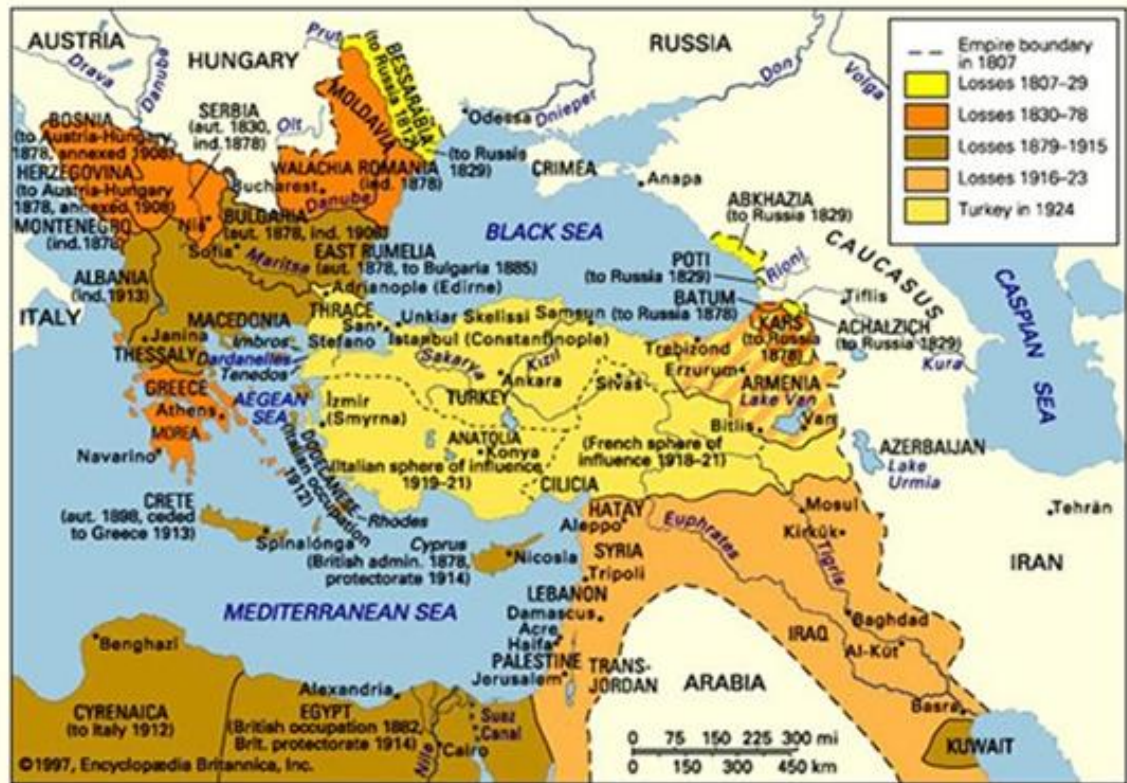 AUSTRIA
Drava
Danube
HUNGARY
Prut
BESSARABIA
(to Russia 1812)
RUSSIA
Don
Volga
MOLDAVIA
Olt
SERBIA
(aut. 1830,
ind. 1878)
BOSNIA
(to Austria-Hungary
1878, annexed 1908)
HERZEGOVINA
(to Austria-Hungary
1878, annexed 1908)
MONTENEGRO
(ind. 1878)
WALACHIA
ROMANIA
(ind. 1878)
Bucharest
Danube
Odessa
Dnieper
(to Russia
1829)
CRIMEA
Anapa
Niš
BULGARIA
(aut. 1878, ind. 1908)
Sofia
Maritsa
EAST RUMELIA
(aut. 1878, to Bulgaria 1885)
BLACK SEA
ABKHAZIA
(to Russia 1829)
POTI
(to Russia 1829)
Rioni
CAUCASUS
CASPIAN SEA
BATUM
(to Russia 1878)
Tiflis
KARS
(to Russia
1878)
ACHALZICH
(to Russia 1829)
Kura
ITALY
ALBANIA
(ind. 1913)
Adrianople (Edirne)
THRACE
MACEDONIA
Janina
THESSALY
San
Stefano
Unkiar Skelissi
Istanbul (Constantinople)
Samsun
Imbros
Dardanelles
Tenedos
Sakarya
Kızıl
Ankara
Sivas
Trebizond
Erzurum
ARMENIA
Lake Van
Van
Bitlis
GREECE
Athens
MOREA
Navarino
AEGEAN
SEA
İzmir
(Smyrna)
TURKEY
ANATOLIA
Konya
(Italian sphere of influence
1919–21)
(French sphere of
influence 1918–21)
CILICIA
DODECANESE
(Italian occupation
1912)
Rhodes
AZERBAIJAN
Lake
Urmia
Tehrān
IRAN
CRETE
(aut. 1898, ceded
to Greece 1913)
Spinalónga
Cyprus
(British admin. 1878,
protectorate 1914)
Nicosia
HATAY
Aleppo
Euphrates
Mosul
Kirkūk
Tigris
SYRIA
Tripoli
LEBANON
Damascus
Baghdad
IRAQ
Al-Kūt
Basra
KUWAIT
MEDITERRANEAN SEA
Acre
Haifa
PALESTINE
Jerusalem
TRANS-
JORDAN
ARABIA
Benghazi
CYRENAICA
(to Italy 1912)
Alexandria
EGYPT
(British occupation 1882,
Brit. protectorate 1914)
Nile
Suez
Canal
Cairo
0 75 150 225 300 mi
0 150 300 450 km
©1997, Encyclopædia Britannica, Inc.
Empire boundary
in 1807
Losses 1807–29
Losses 1830–78
Losses 1879–1915
Losses 1916–23
Turkey in 1924